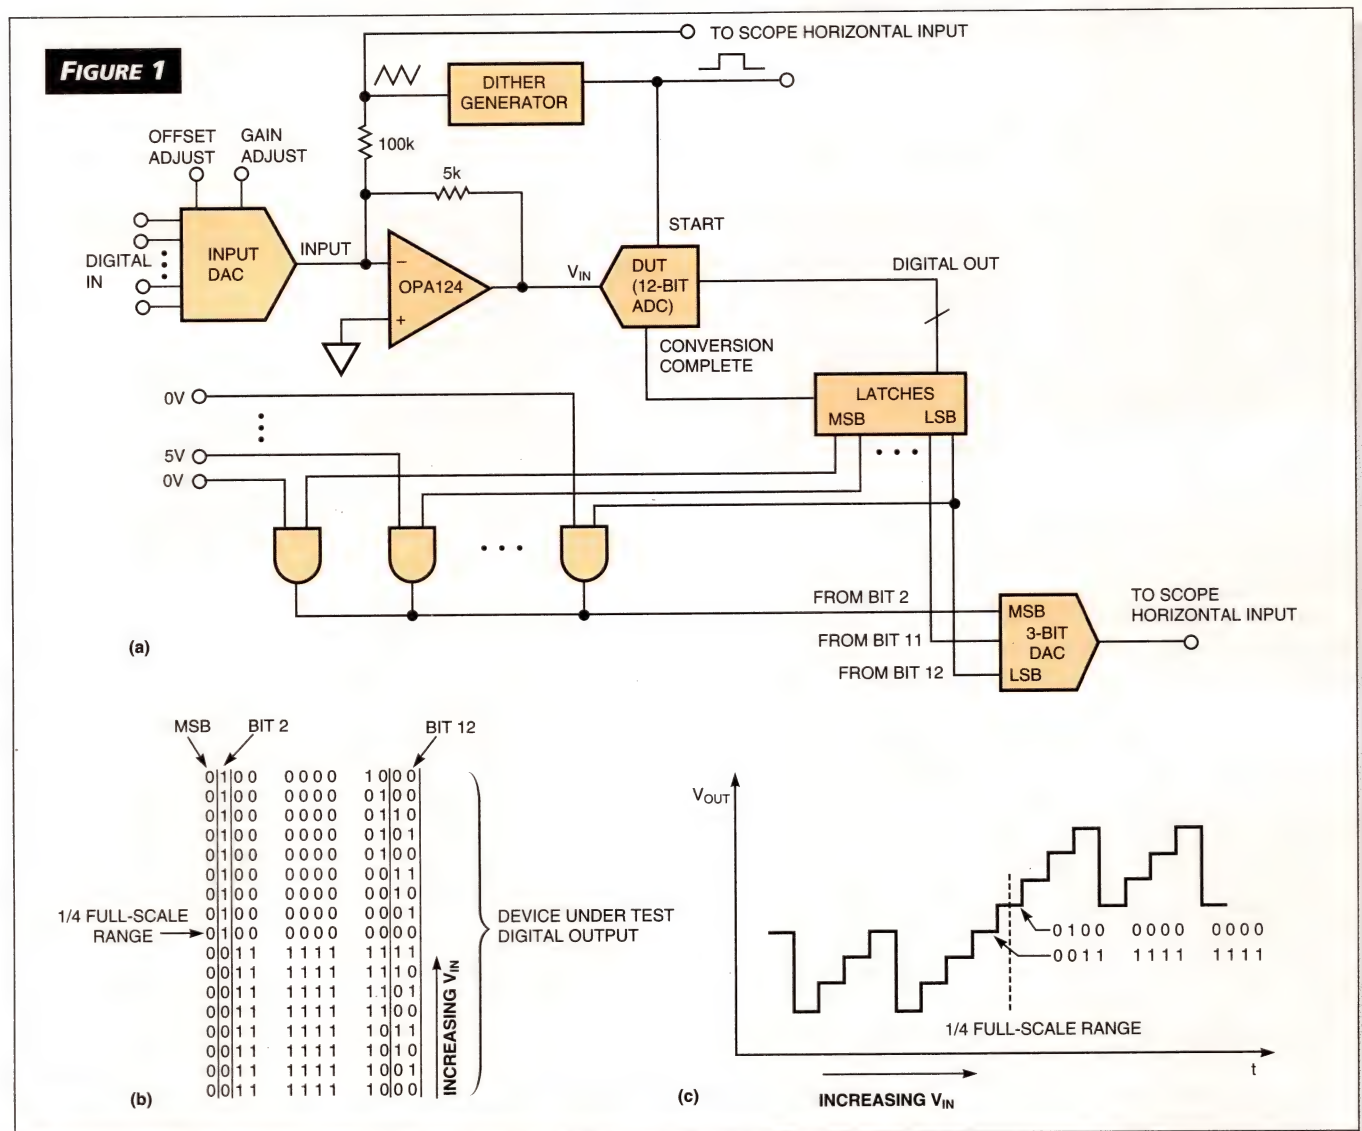 FIGURE 1
TO SCOPE HORIZONTAL INPUT
DITHER
GENERATOR
OFFSET
ADJUST
GAIN
ADJUST
100k
5k
DIGITAL
IN
INPUT
DAC
INPUT
−
OPA124
+
VIN
START
DUT
(12-BIT
ADC)
DIGITAL OUT
CONVERSION
COMPLETE
LATCHES
MSB LSB
0V
5V
0V
FROM BIT 2
FROM BIT 11
FROM BIT 12
MSB
3-BIT
DAC
LSB
TO SCOPE
HORIZONTAL INPUT
(a)
MSB BIT 2 BIT 12
0100 0000 1000
0100 0000 0100
0100 0000 0110
0100 0000 0101
0100 0000 0100
0100 0000 0011
0100 0000 0010
0100 0000 0001
0100 0000 0000
0011 1111 1111
0011 1111 1110
0011 1111 1101
0011 1111 1100
0011 1111 1011
0011 1111 1010
0011 1111 1001
0011 1111 1000
1/4 FULL-SCALE
RANGE
INCREASING VIN
DEVICE UNDER TEST
DIGITAL OUTPUT
(b)
VOUT
0100 0000 0000
0011 1111 1111
1/4 FULL-SCALE RANGE
t
INCREASING VIN
(c)